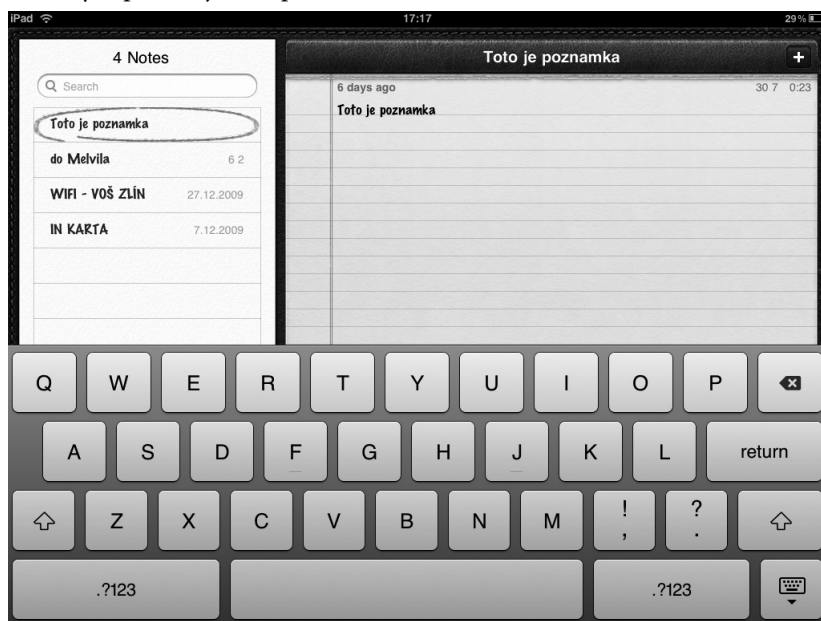 iPad 17:17 29%
4 Notes
Search
Toto je poznamka
do Melvila 6 2
WIFI - VOŠ ZLÍN 27.12.2009
IN KARTA 7.12.2009
Toto je poznamka +
6 days ago 30 7 0:23
Toto je poznamka
Q W E R T Y U I O P
A S D F G H J K L return
Z X C V B N M ! , ? .
.?123 .?123